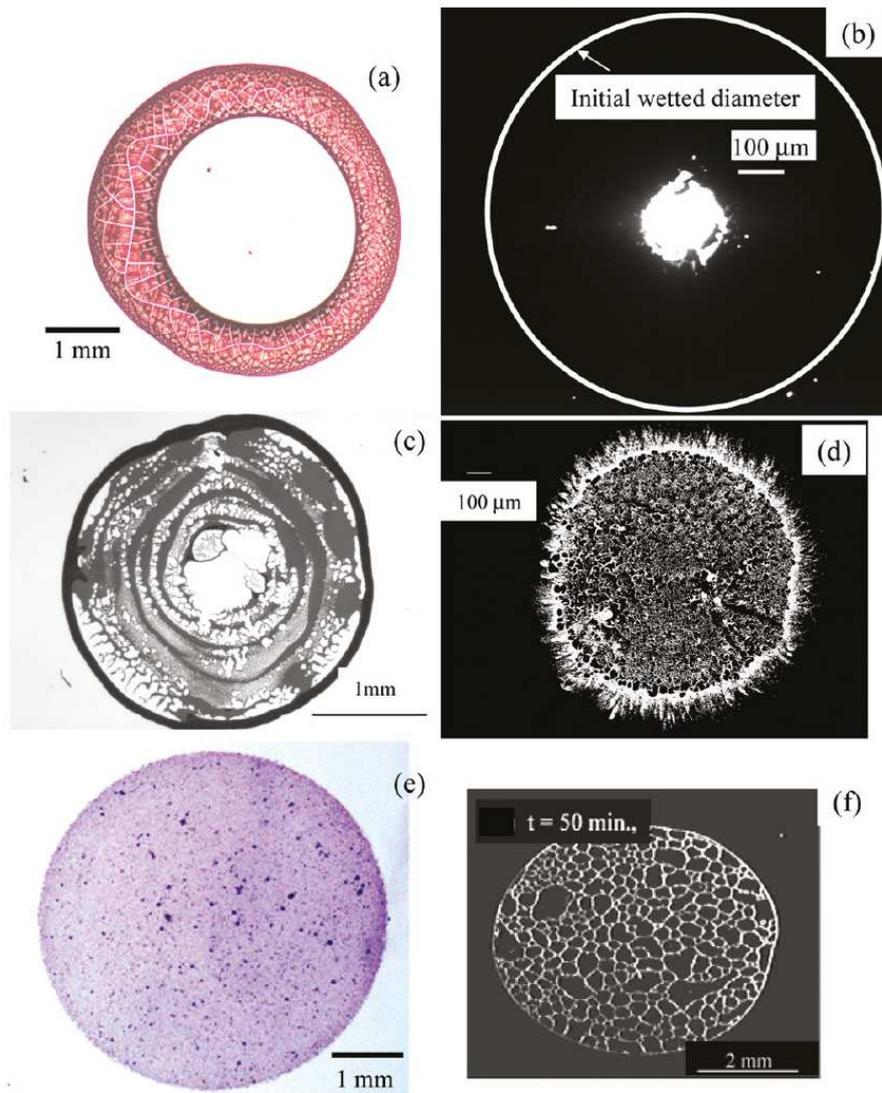 (a)
1 mm
(b)
Initial wetted diameter
100 μm
(c)
1mm
(d)
100 μm
(e)
1 mm
(f)
t = 50 min.,
2 mm